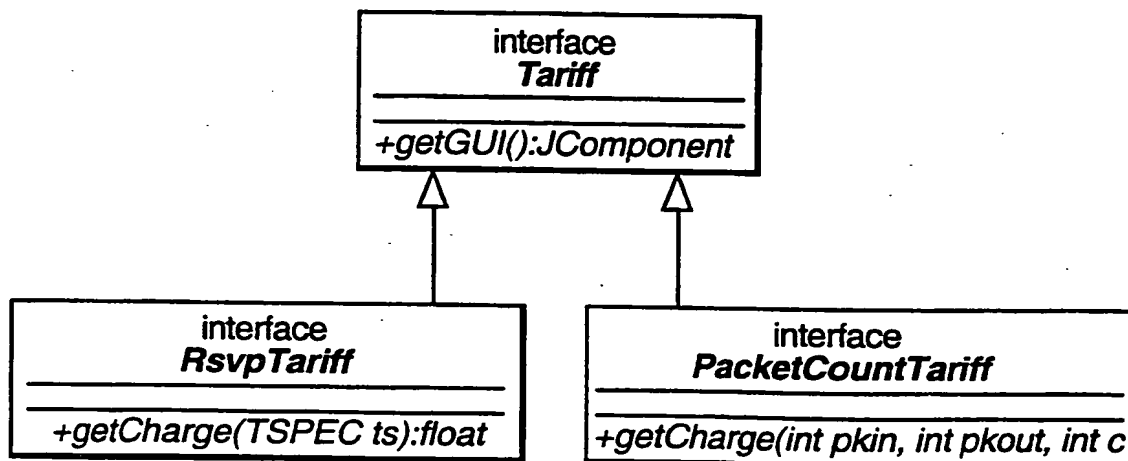 interface
Tariff
+getGUI():JComponent
interface
RsvpTariff
+getCharge(TSPEC ts):float
interface
PacketCountTariff
+getCharge(int pkin, int pkout, int c